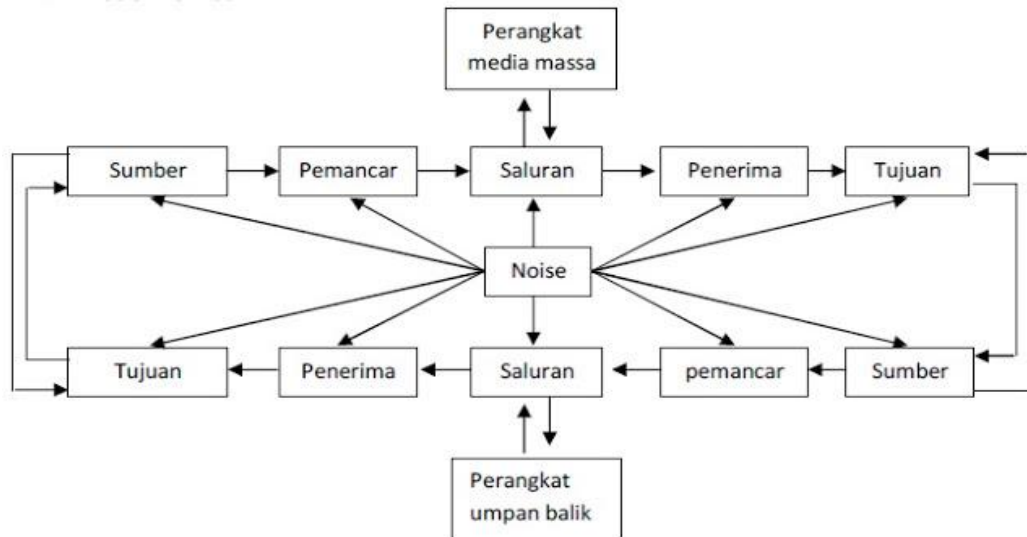 Perangkat
media massa
Sumber
Pemancar
Saluran
Penerima
Tujuan
Noise
Tujuan
Penerima
Saluran
pemancar
Sumber
Perangkat
umpan balik